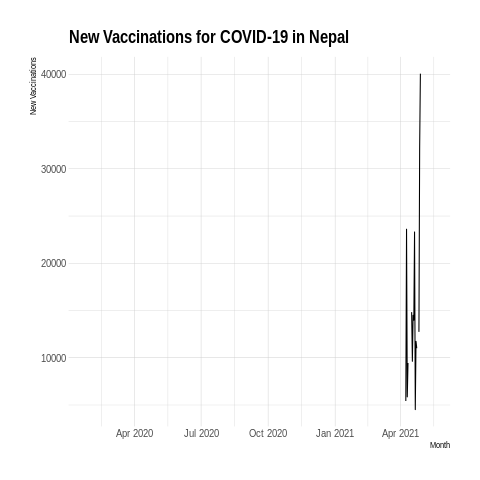 New Vaccinations for COVID-19 in Nepal
New Vaccinations
40000
30000
20000
10000
Apr 2020 Jul 2020 Oct 2020 Jan 2021 Apr 2021
Month